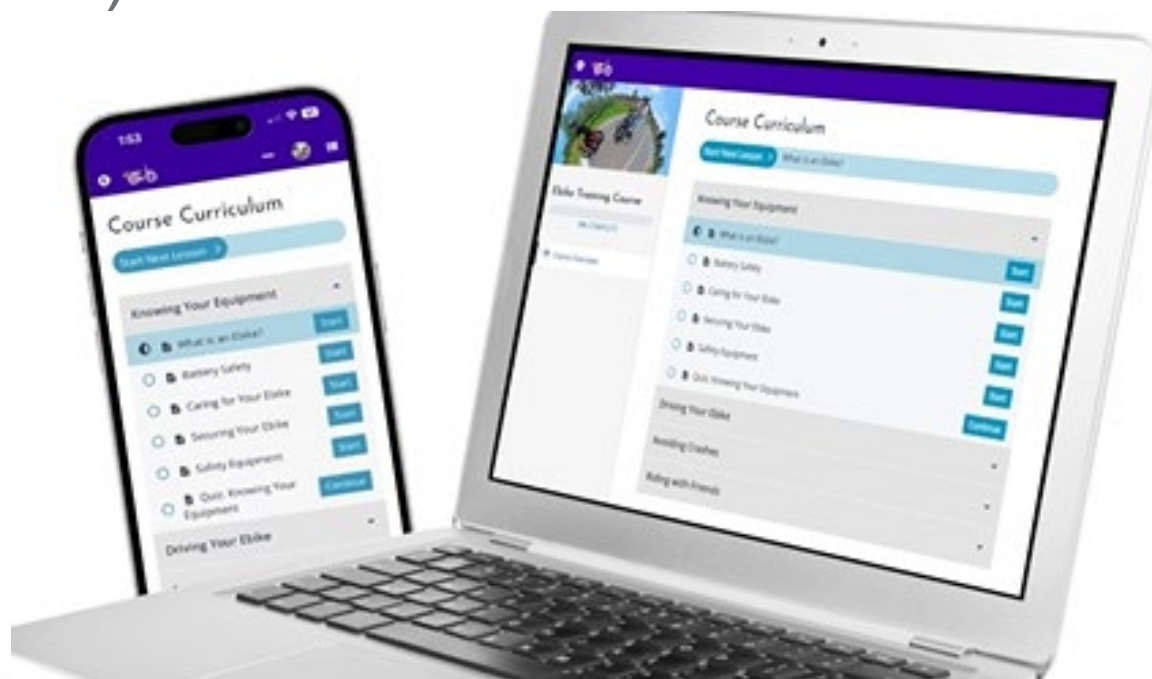 1:53
Course Curriculum
Start Next Lesson
Knowing Your Equipment
What is an Ebike?
Start
Battery Safety
Start
Caring for Your Ebike
Start
Securing Your Ebike
Start
Safety Equipment
Start
Quiz: Knowing Your
Equipment
Continue
Driving Your Ebike
Ebike Training Course
Course Curriculum
Start Next Lesson
What is an Ebike?
Knowing Your Equipment
What is an Ebike?
Start
Battery Safety
Start
Caring for Your Ebike
Start
Securing Your Ebike
Start
Safety Equipment
Start
Quiz: Knowing Your Equipment
Continue
Driving Your Ebike
Avoiding Crashes
Riding with Friends